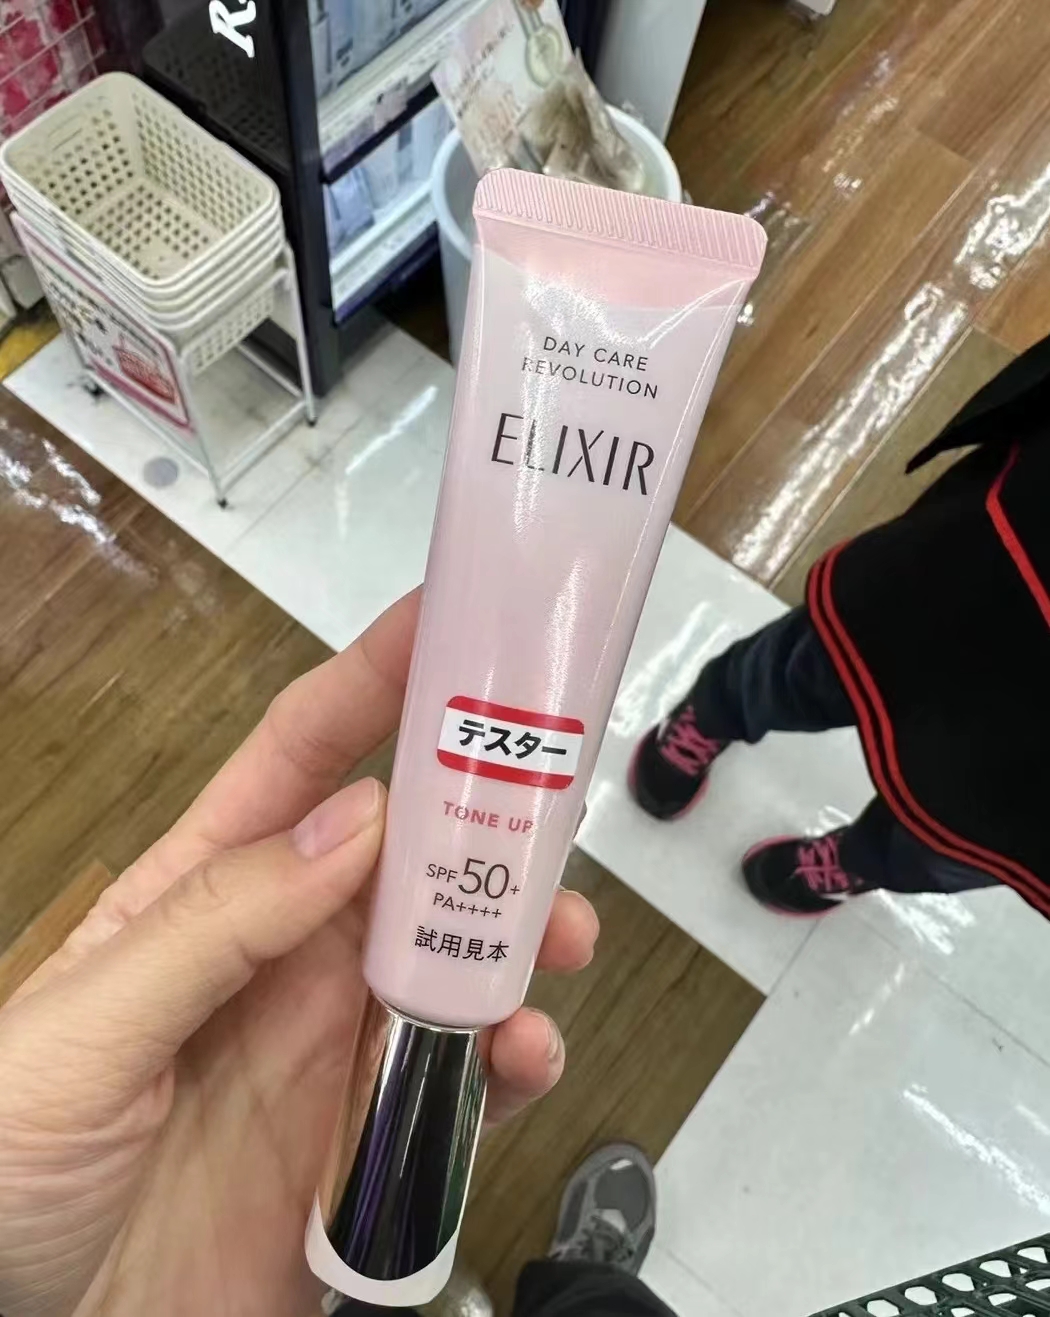 DAY CARE
REVOLUTION
ELIXIR
テスター
TONE UP
SPF50+
PA++++
試用見本